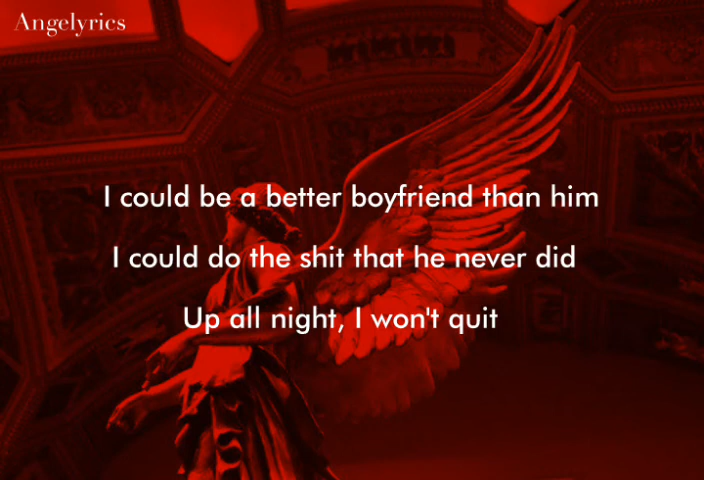 Angelyrics
I could be a better boyfriend than him
I could do the shit that he never did
Up all night, I won't quit